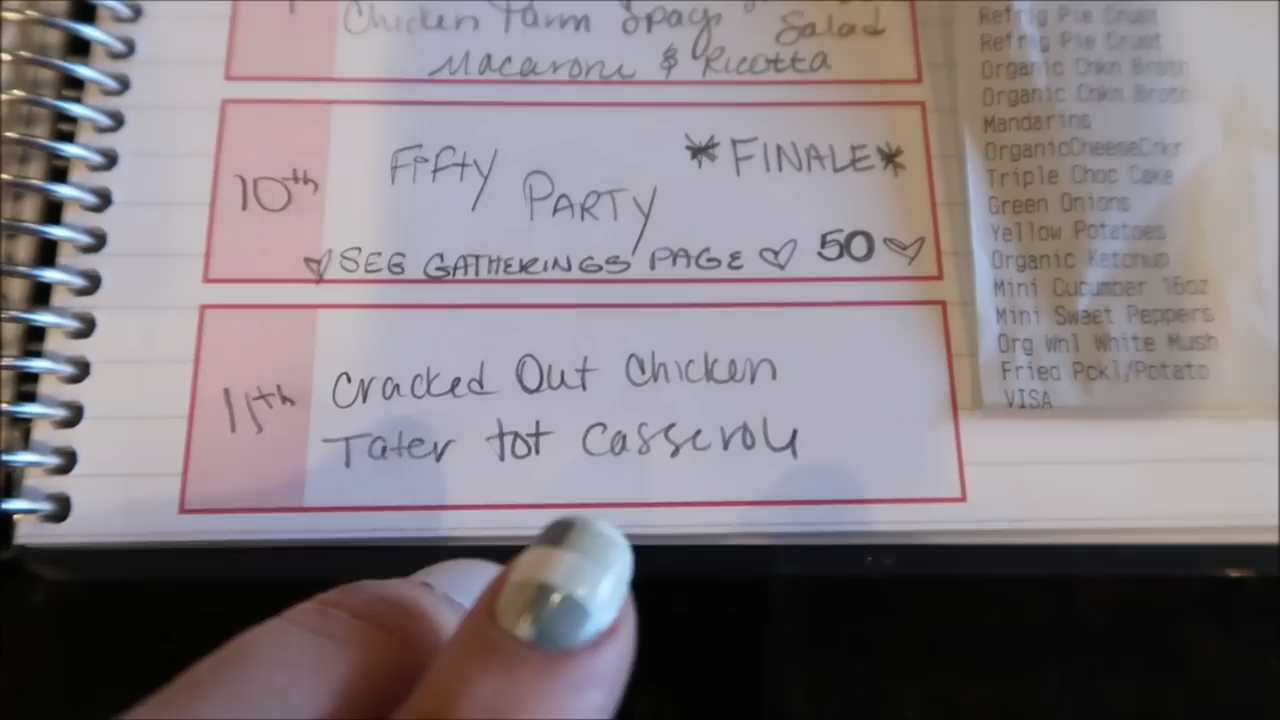 Chicken Parm Spag Salad
Macaroni & Ricotta
10th
Fifty
PARTY
*FINALE*
♡SEE GATHERINGS PAGE ♡ 50♡
11th
Cracked Out Chicken
Tater tot Casserole
Refrig Pie Crust
Refrig Pie Crust
Organic Chkn Broth
Organic Chkn Broth
Mandarins
OrganicCheeseCrkr
Triple Choc Cake
Green Onions
Yellow Potatoes
Organic Ketchup
Mini Cucumber 16oz
Mini Sweet Peppers
Org Whl White Mush
Fried Pckl/Potato
VISA